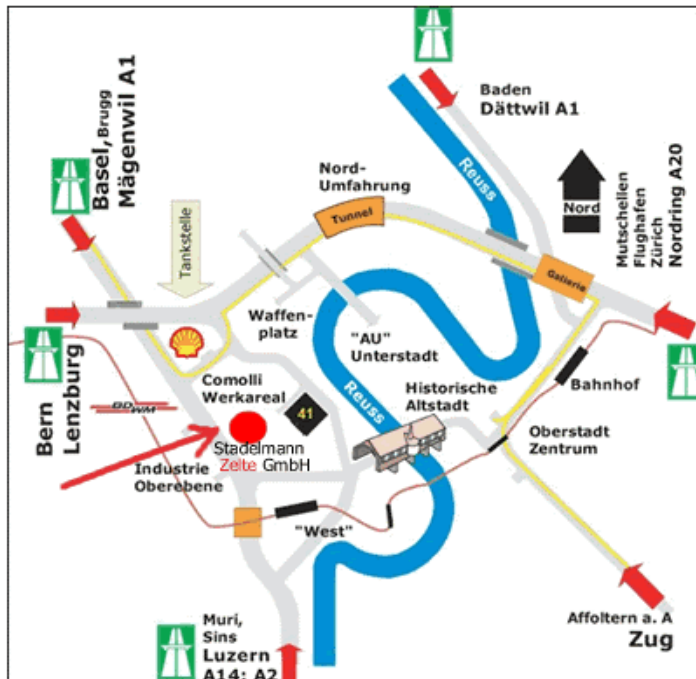 Baden
Dättwil A1
Basel, Brugg
Mägenwil A1
Reuss
Nord-
Umfahrung
Tunnel
Nord
Mutschellen
Flughafen
Zürich
Nordring A20
Tankstelle
Gallerie
Waffen-
platz
"AU"
Unterstadt
Bern
Lenzburg
Comolli
Werkareal
41
Reuss
Historische
Altstadt
Bahnhof
BDWM
Stadelmann
Zelte GmbH
Oberstadt
Zentrum
Industrie
Oberebene
"West"
Muri,
Sins
Luzern
A14; A2
Affoltern a. A
Zug